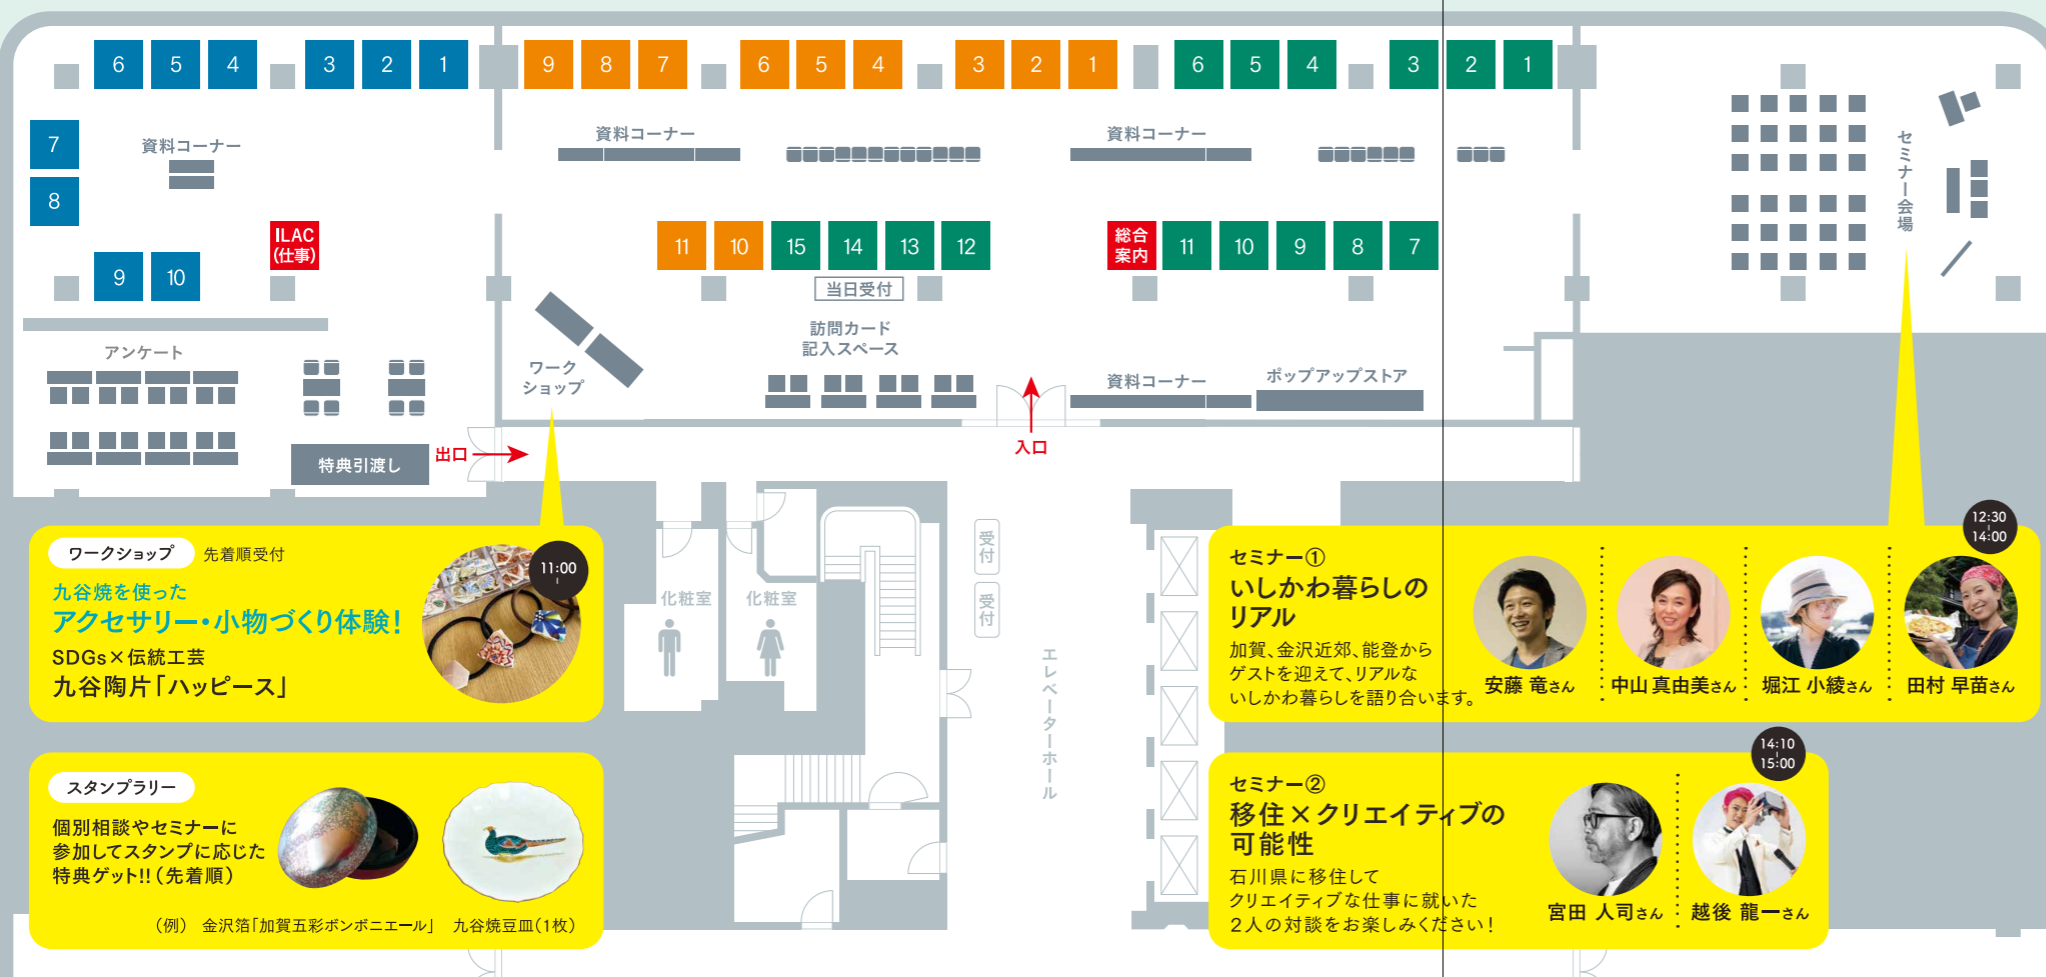 6
5
4
3
2
1
9
8
7
6
5
4
3
2
1
6
5
4
3
2
1
7
8
資料コーナー
資料コーナー
資料コーナー
セミナー会場
ILAC
(仕事)
11
10
15
14
13
12
総合
案内
11
10
9
8
7
9
10
当日受付
訪問カード
記入スペース
アンケート
ワーク
ショップ
資料コーナー
ポップアップストア
特典引渡し
出口
入口
受付
受付
化粧室
化粧室
エレベーターホール
ワークショップ
先着順受付
11:00
九谷焼を使った
アクセサリー・小物づくり体験!
SDGs×伝統工芸
九谷陶片「ハッピース」
スタンプラリー
個別相談やセミナーに
参加してスタンプに応じた
特典ゲット!!(先着順)
(例) 金沢箔「加賀五彩ボンボニエール」 九谷焼豆皿(1枚)
12:30
14:00
セミナー①
いしかわ暮らしの
リアル
加賀、金沢近郊、能登から
ゲストを迎えて、リアルな
いしかわ暮らしを語り合います。
安藤 竜さん
中山 真由美さん
堀江 小綾さん
田村 早苗さん
14:10
15:00
セミナー②
移住×クリエイティブの
可能性
石川県に移住して
クリエイティブな仕事に就いた
2人の対談をお楽しみください!
宮田 人司さん
越後 龍一さん